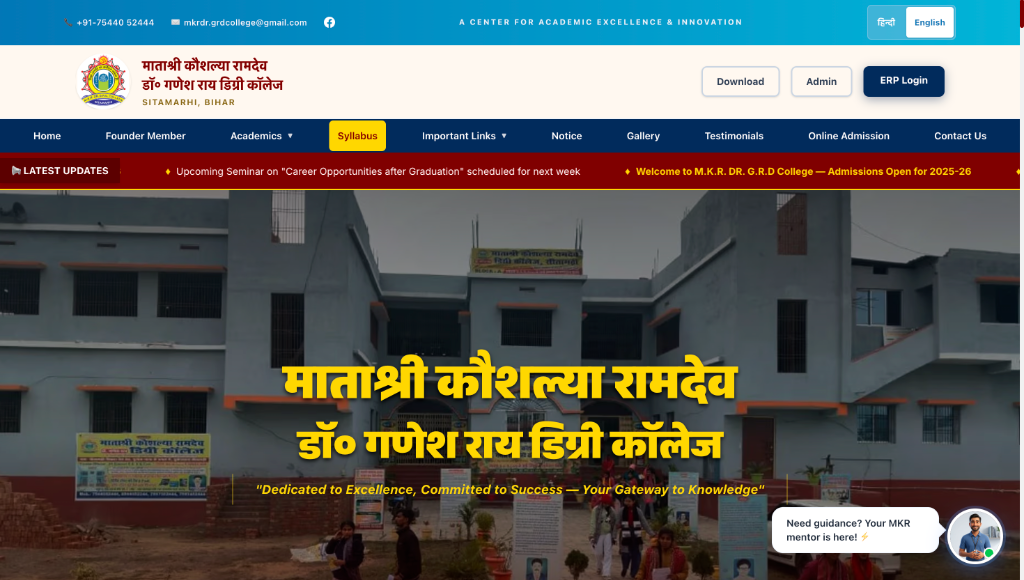 +91-75440 52444
mkrdr.grdcollege@gmail.com
A CENTER FOR ACADEMIC EXCELLENCE & INNOVATION
हिन्दी
English
माताश्री कौशल्या रामदेव
डॉ० गणेश राय डिग्री कॉलेज
SITAMARHI, BIHAR
Download
Admin
ERP Login
Home
Founder Member
Academics
Syllabus
Important Links
Notice
Gallery
Testimonials
Online Admission
Contact Us
LATEST UPDATES
Upcoming Seminar on "Career Opportunities after Graduation" scheduled for next week
Welcome to M.K.R. DR. G.R.D College — Admissions Open for 2025-26
माताश्री कौशल्या रामदेव
डॉ० गणेश राय डिग्री कॉलेज
माताश्री कौशल्या रामदेव
डिग्री कॉलेज
"Dedicated to Excellence, Committed to Success — Your Gateway to Knowledge"
Need guidance? Your MKR
mentor is here!